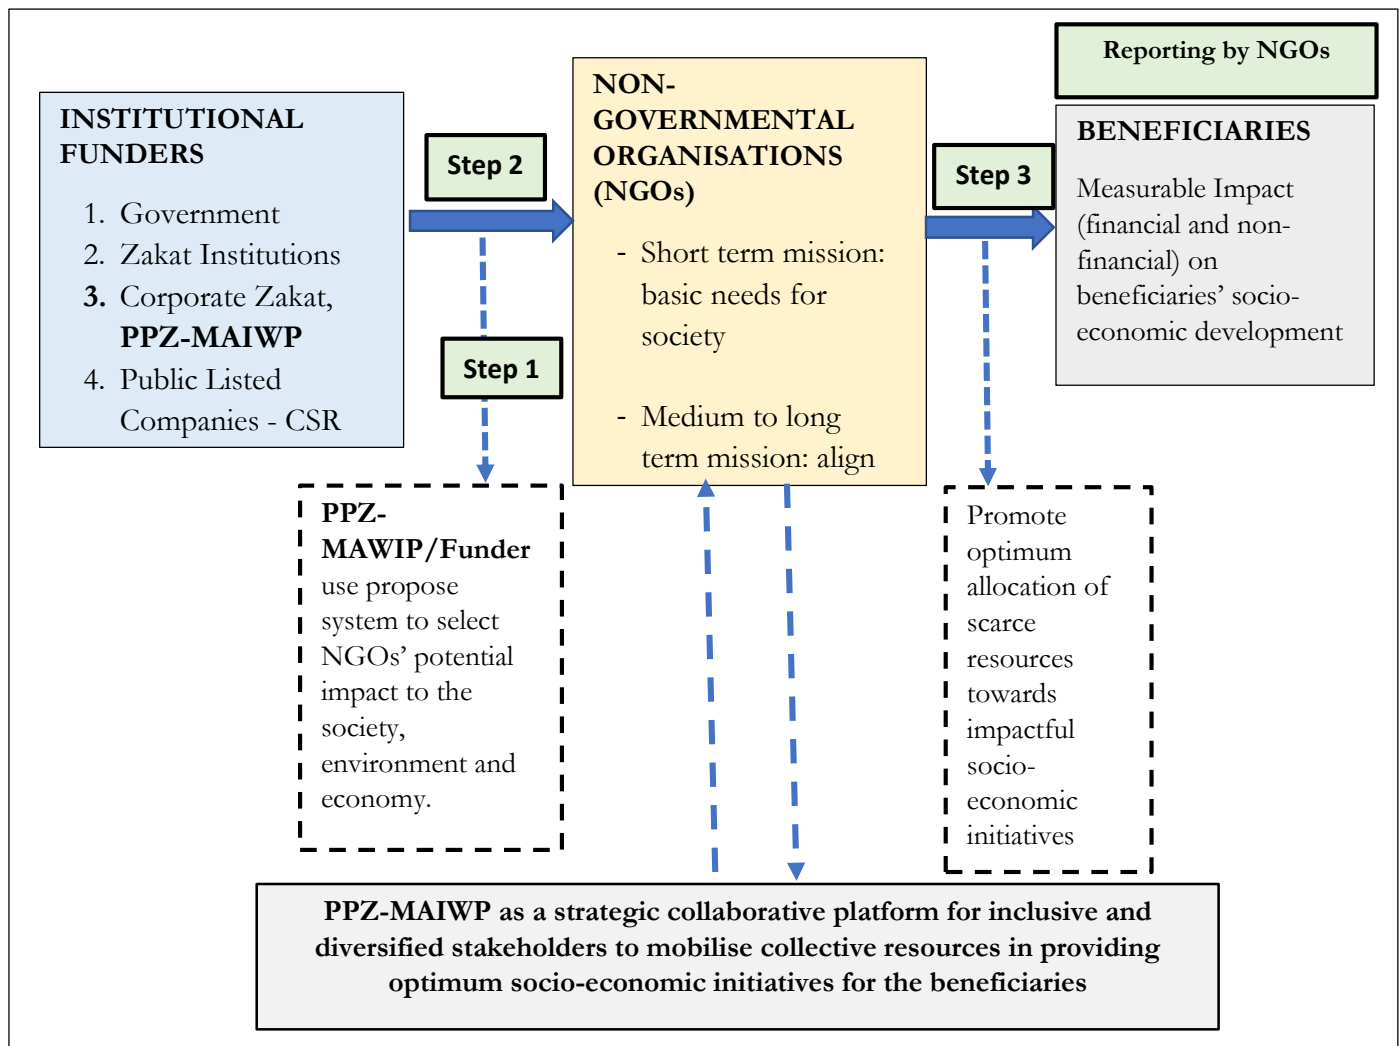 INSTITUTIONAL
FUNDERS
1. Government
2. Zakat Institutions
3. Corporate Zakat,
PPZ-MAIWP
4. Public Listed
Companies - CSR
Step 2
Step 1
NON-
GOVERNMENTAL
ORGANISATIONS
(NGOs)
- Short term mission:
basic needs for
society
- Medium to long
term mission: align
Step 3
Reporting by NGOs
BENEFICIARIES
Measurable Impact
(financial and non-
financial) on
beneficiaries’ socio-
economic development
PPZ-
MAWIP/Funder
use propose
system to select
NGOs’ potential
impact to the
society,
environment and
economy.
Promote
optimum
allocation of
scarce
resources
towards
impactful
socio-
economic
initiatives
PPZ-MAIWP as a strategic collaborative platform for inclusive and
diversified stakeholders to mobilise collective resources in providing
optimum socio-economic initiatives for the beneficiaries